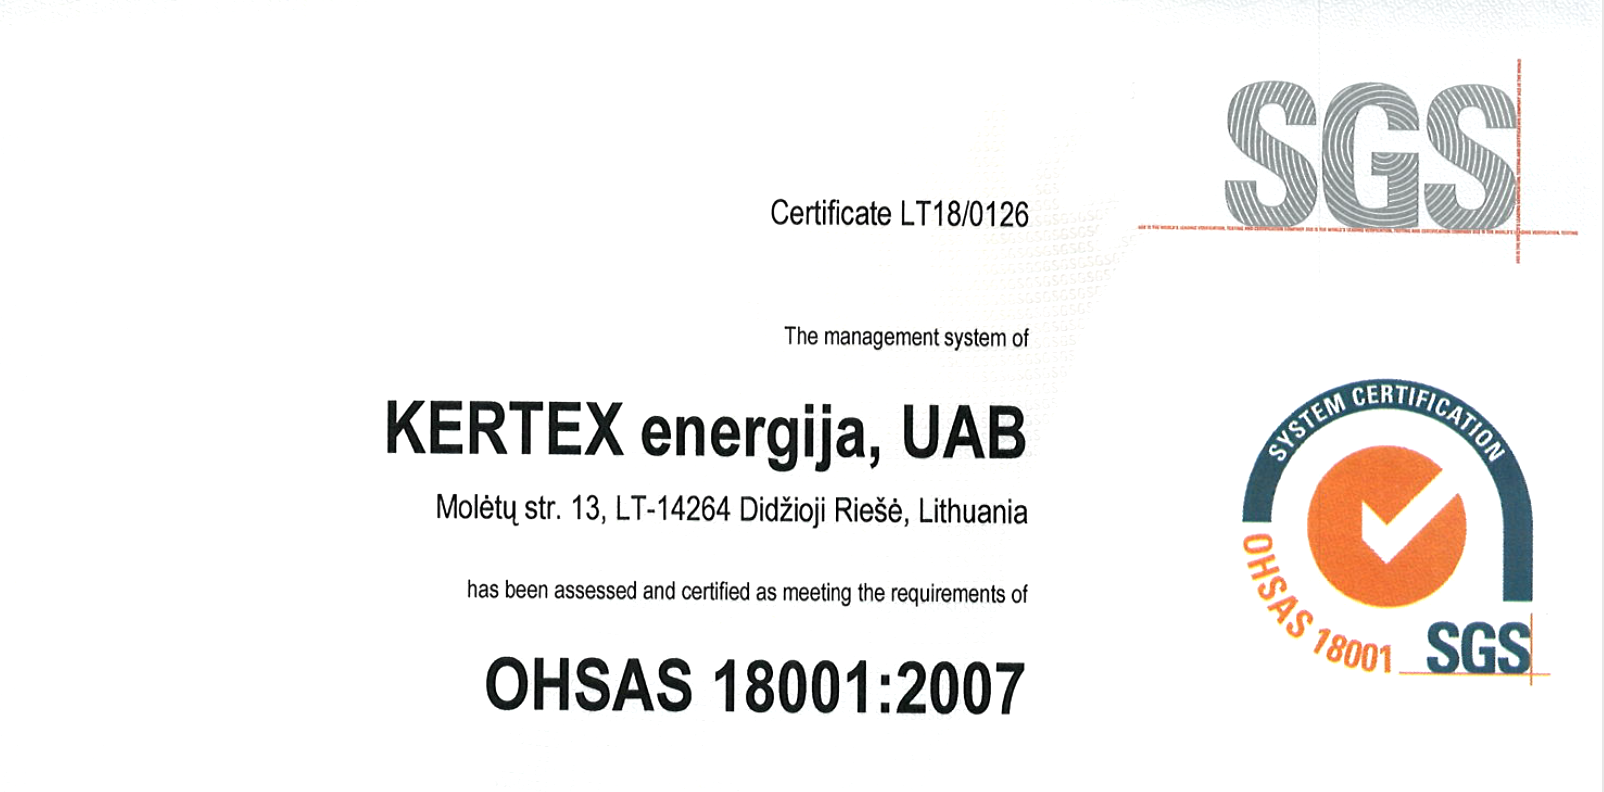 SGS
Certificate LT18/0126
The management system of
KERTEX energija, UAB
Molėtų str. 13, LT-14264 Didžioji Riešė, Lithuania
has been assessed and certified as meeting the requirements of
OHSAS 18001:2007
SYSTEM CERTIFICATION
OHSAS 18001
SGS